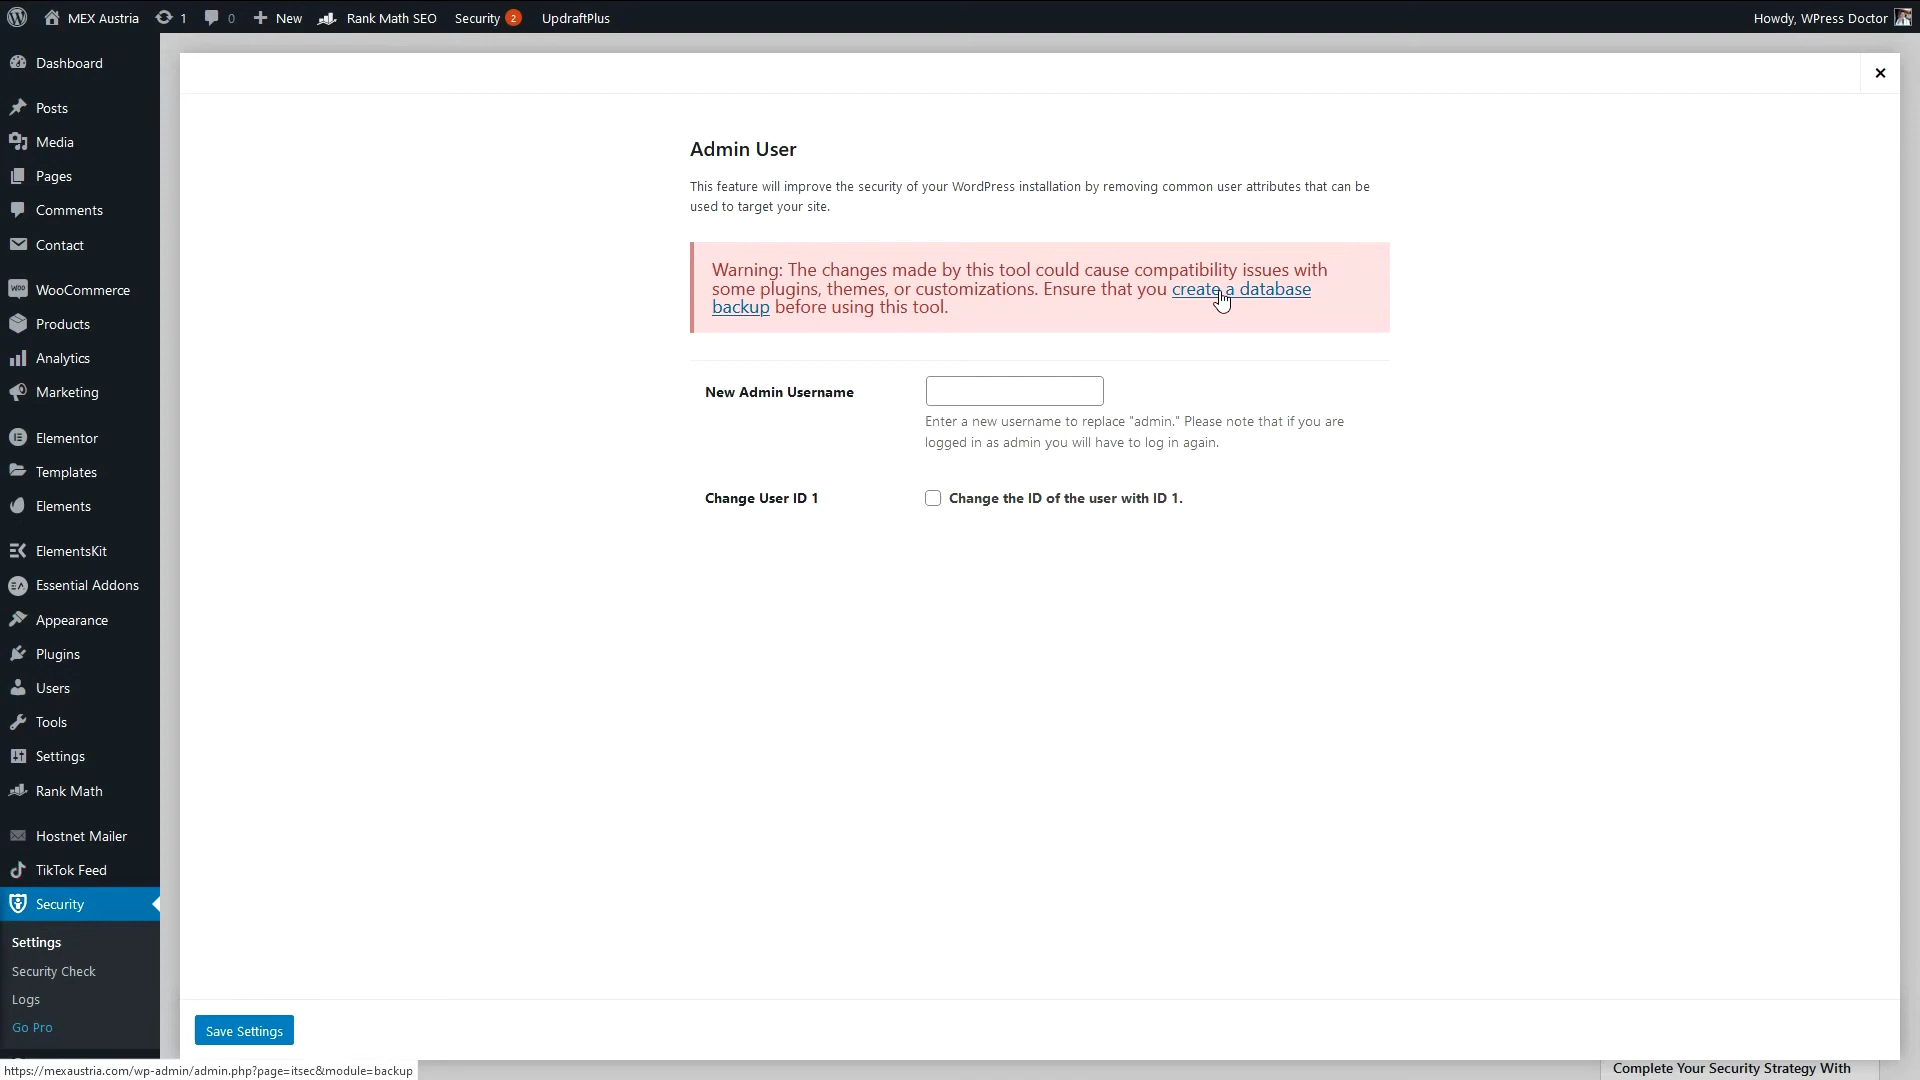 MEX Austria 1 0 New Rank Math SEO Security 2 UpdraftPlus Howdy, WPress Doctor
Dashboard
Posts
Media
Pages
Comments
Contact
WOO WooCommerce
Products
Analytics
Marketing
Elementor
Templates
Elements
ElementsKit
Essential Addons
Appearance
Plugins
Users
Tools
Settings
Rank Math
Hostnet Mailer
TikTok Feed
Security
Settings
Security Check
Logs
Go Pro
×
Admin User
This feature will improve the security of your WordPress installation by removing common user attributes that can be
used to target your site.
Warning: The changes made by this tool could cause compatibility issues with
some plugins, themes, or customizations. Ensure that you create a database
backup before using this tool.
New Admin Username
Enter a new username to replace "admin." Please note that if you are
logged in as admin you will have to log in again.
Change User ID 1
Change the ID of the user with ID 1.
Save Settings
https://mexaustria.com/wp-admin/admin.php?page=itsec&module=backup
Complete Your Security Strategy With